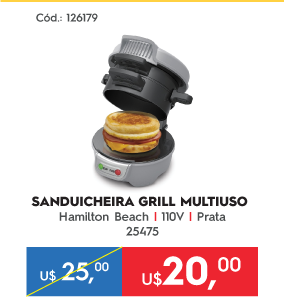 Cód.: 126179
SANDUICHEIRA GRILL MULTIUSO
Hamilton Beach | 110V | Prata
25475
U$ 25,00
U$20,00